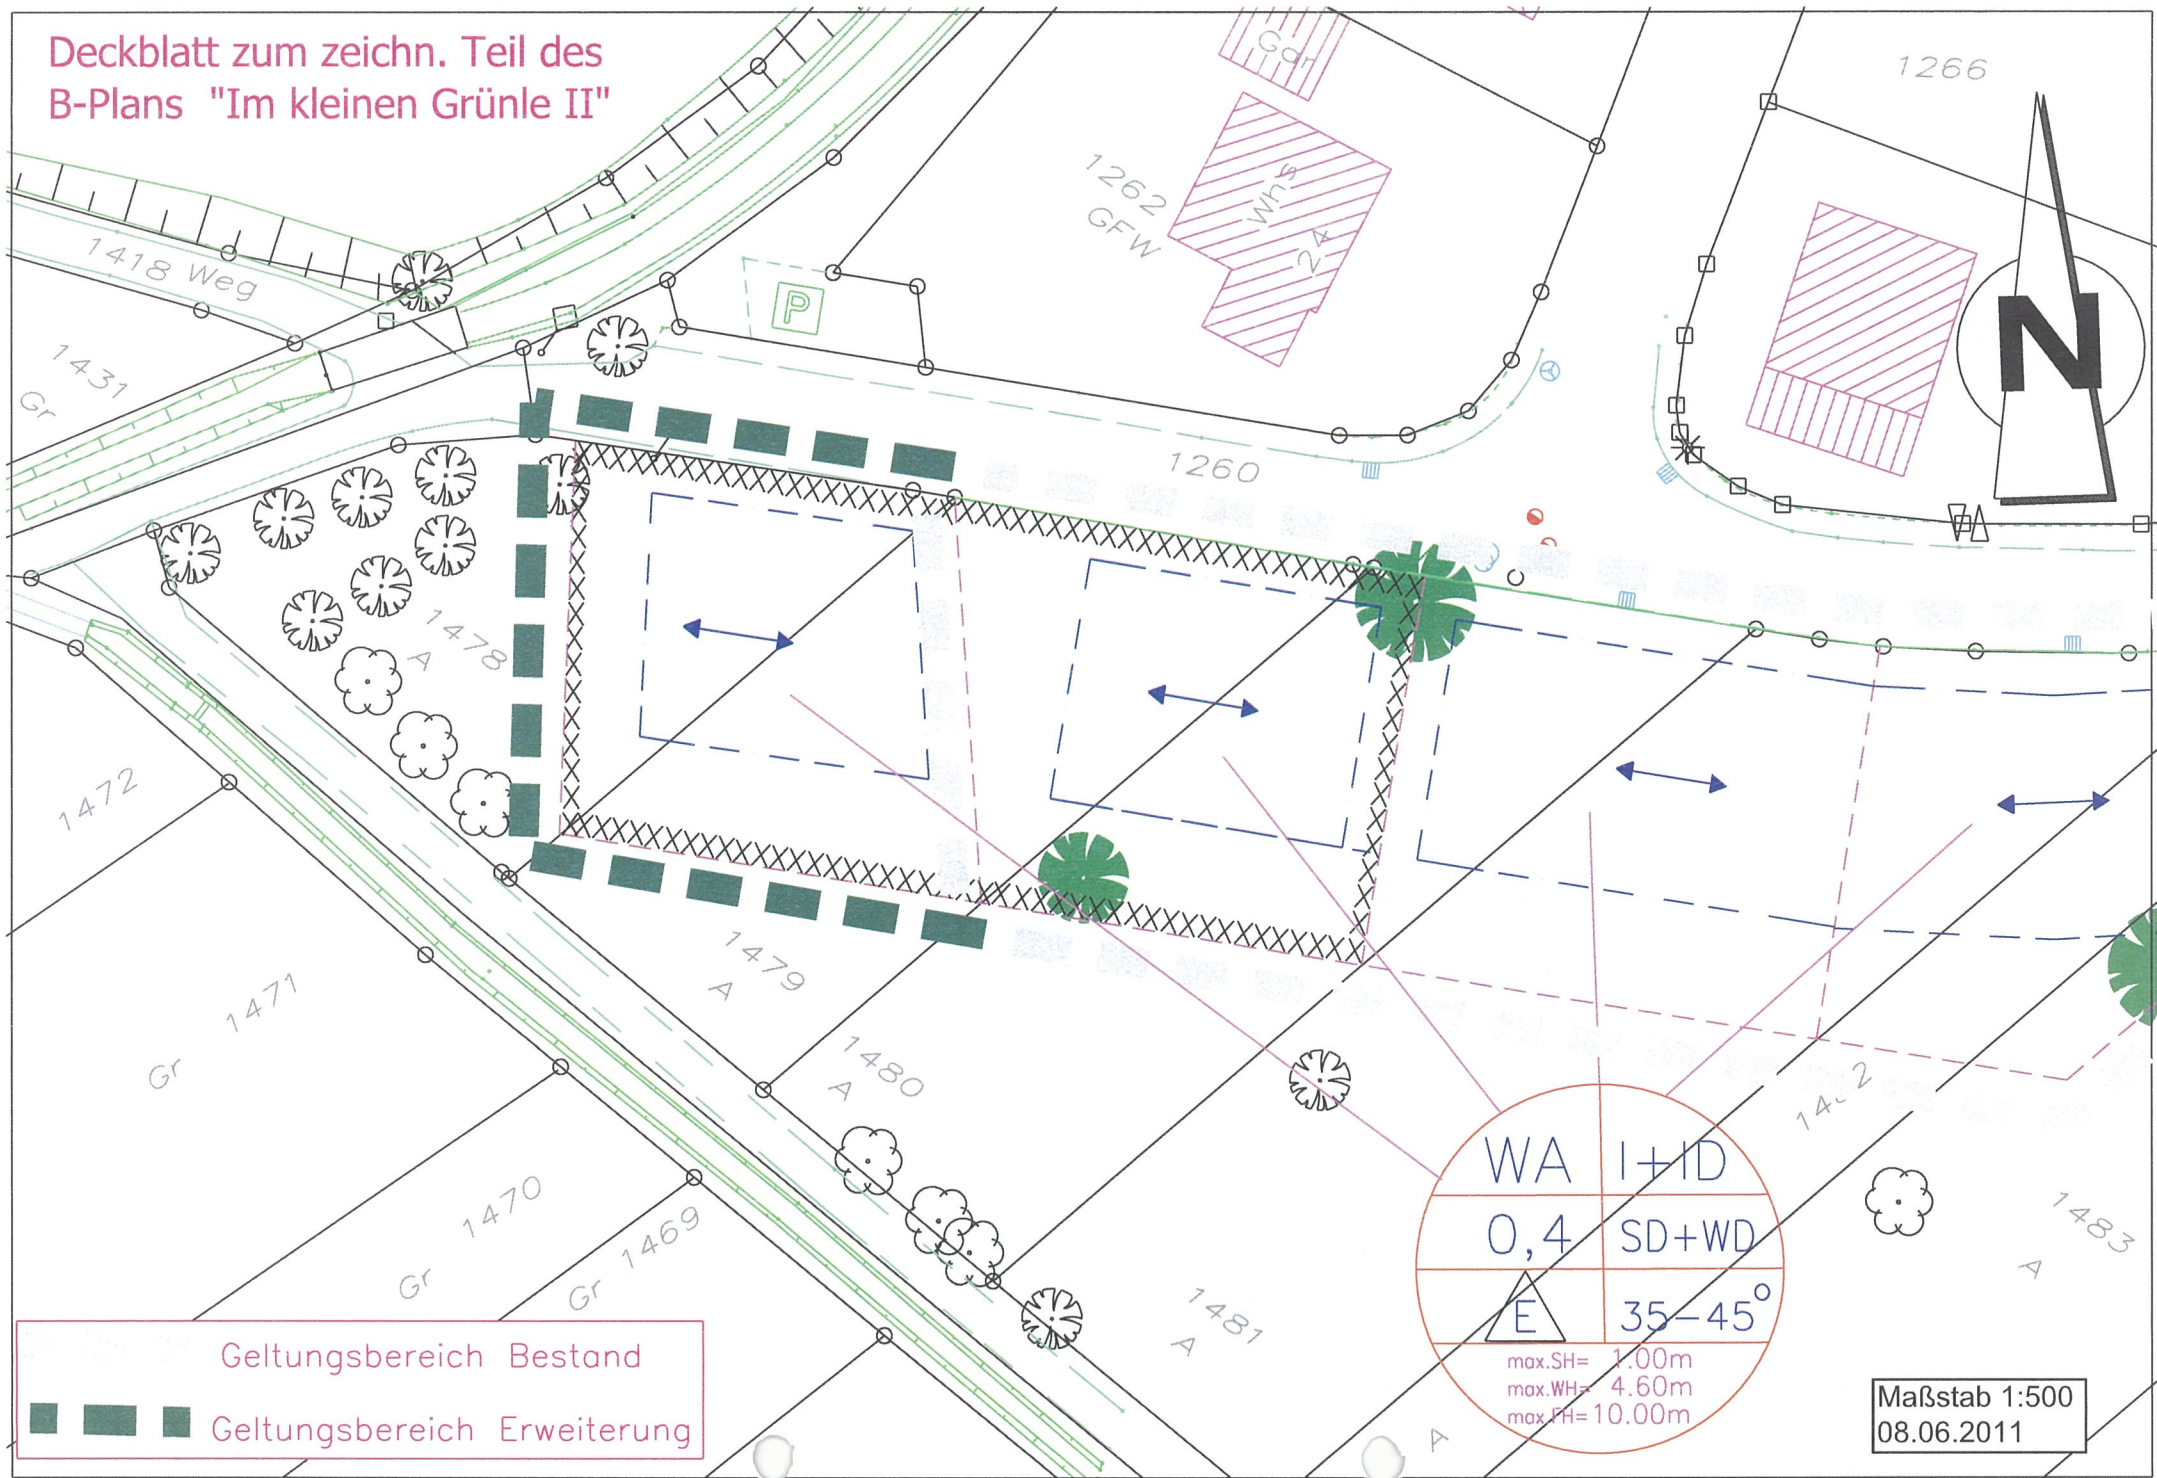 Deckblatt zum zeichn. Teil des
B-Plans "Im kleinen Grünle II"
Gar
1266
1262
GFW
Whs
24
1418 Weg
P
N
1431
Gr
1260
1478
A
1472
1479
A
1471
Gr
1480
A
1470
Gr
1469
Gr
1481
A
1483
A
A
WA I+ID
0,4 SD+WD
E 35-45°
max.SH= 1.00m
max.WH= 4.60m
max.FH= 10.00m
Geltungsbereich Bestand
Geltungsbereich Erweiterung
Maßstab 1:500
08.06.2011